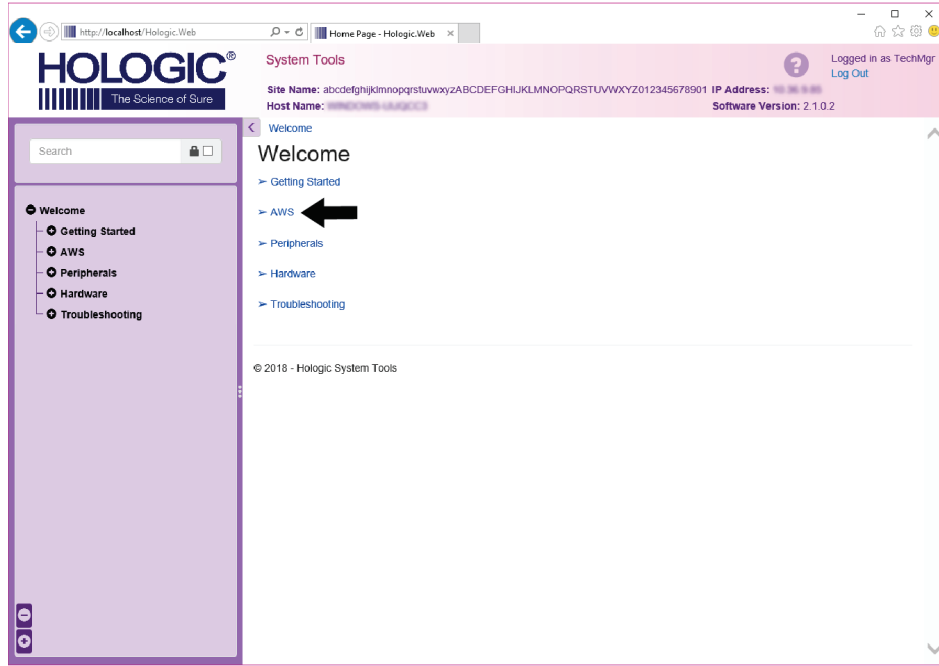 http://localhost/Hologic.Web
Home Page - Hologic.Web
HOLOGIC®
The Science of Sure
System Tools
?
Logged in as TechMgr
Log Out
Site Name: abcdefghijklmnopqrstuvwxyzABCDEFGHIJKLMNOPQRSTUVWXYZ012345678901 IP Address:
Host Name:
Software Version: 2.1.0.2
Search
Welcome
Getting Started
AWS
Peripherals
Hardware
Troubleshooting
Welcome
Welcome
➢ Getting Started
➢ AWS
➢ Peripherals
➢ Hardware
➢ Troubleshooting
© 2018 - Hologic System Tools